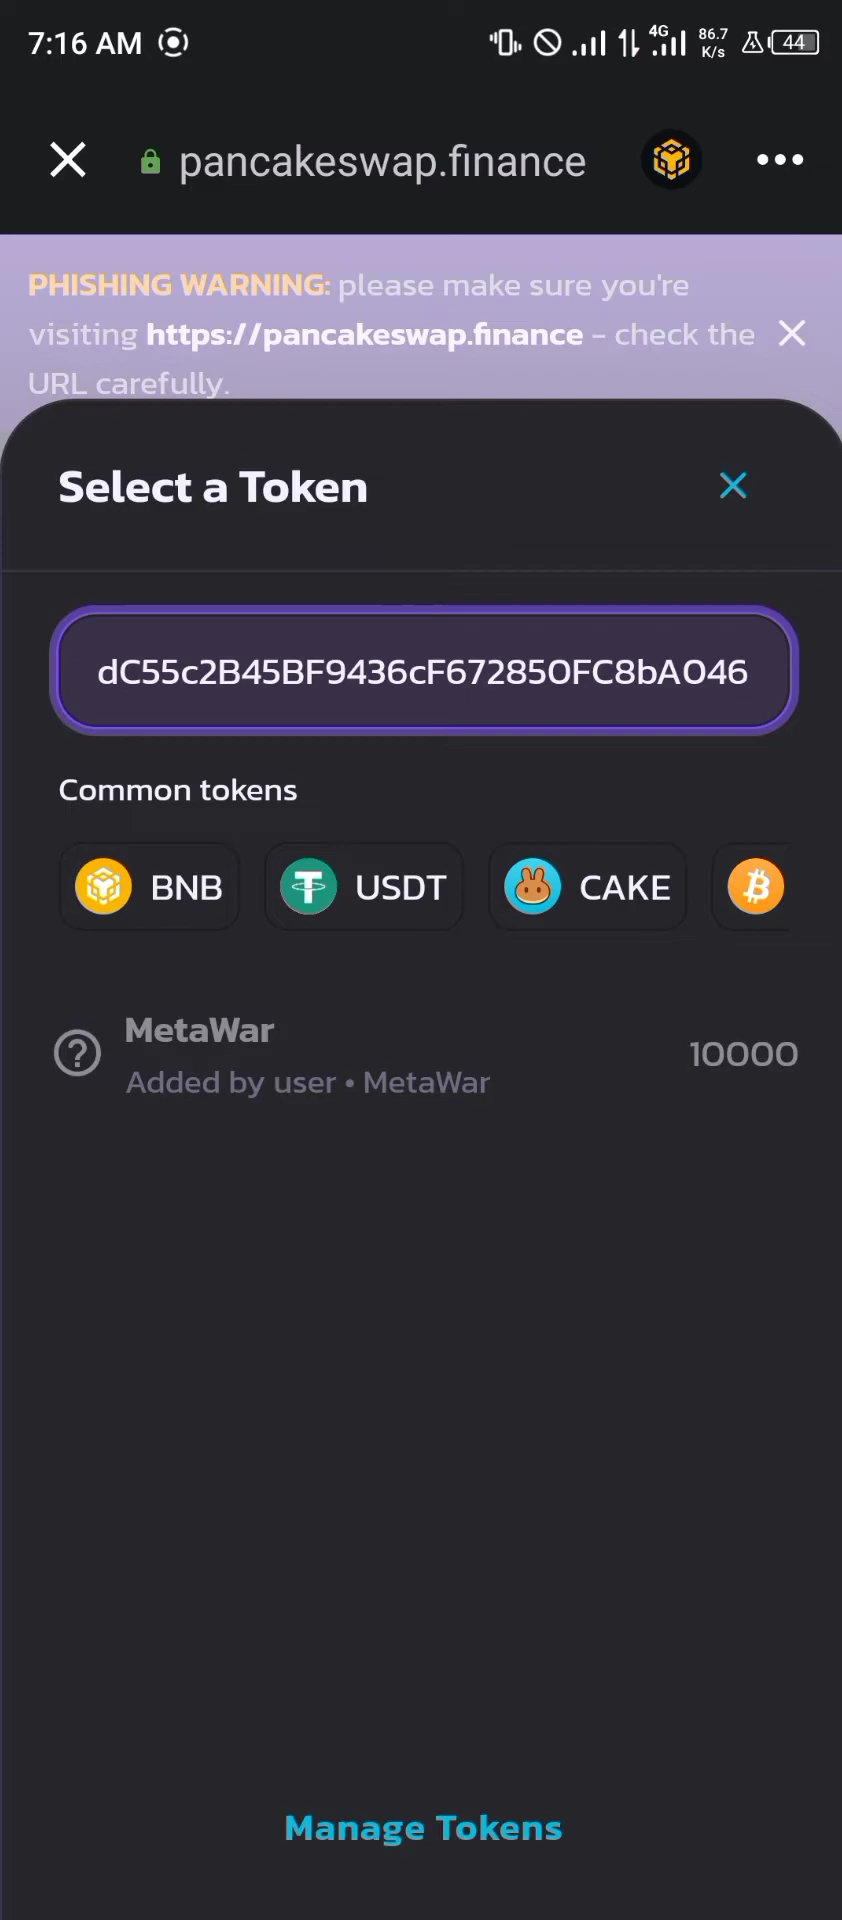 7:16 AM 4G 86.7 K/s 44
pancakeswap.finance
PHISHING WARNING: please make sure you're
visiting https://pancakeswap.finance - check the
URL carefully.
Select a Token
dC55c2B45BF9436cF672850FC8bA046
Common tokens
BNB USDT CAKE
MetaWar
10000
Added by user • MetaWar
Manage Tokens